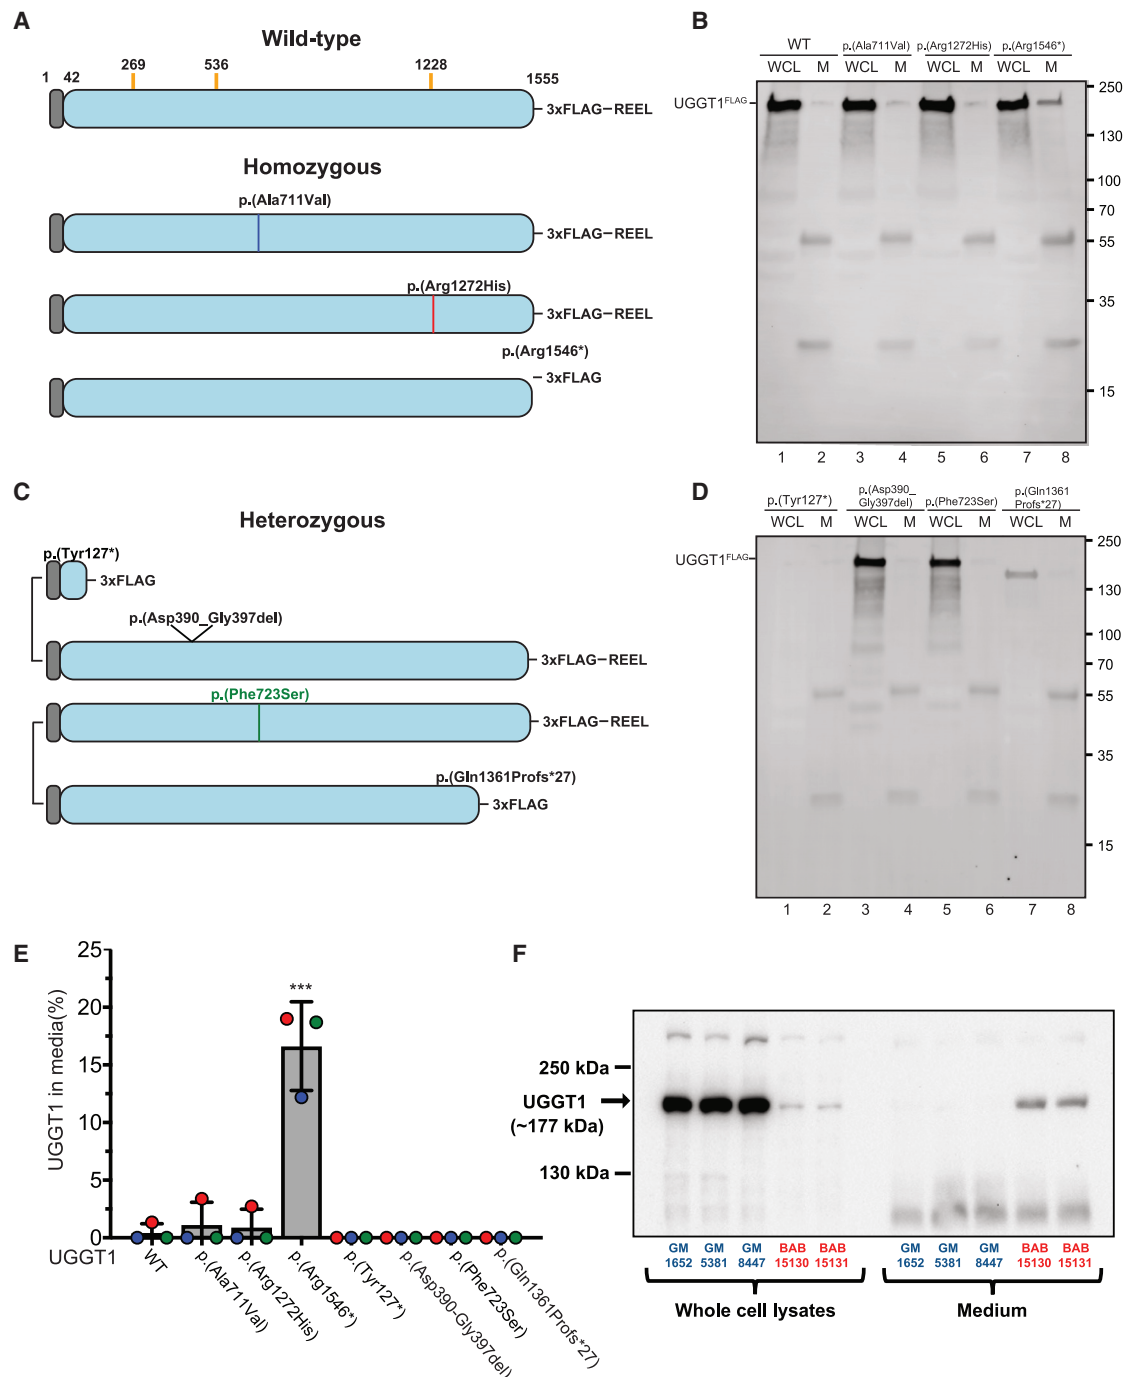 A
Wild-type
1 42 269 536 1228 1555
3xFLAG–REEL
Homozygous
p.(Ala711Val)
3xFLAG–REEL
p.(Arg1272His)
3xFLAG–REEL
p.(Arg1546*)
3xFLAG
B
WT p.(Ala711Val) p.(Arg1272His) p.(Arg1546*)
WCL M WCL M WCL M WCL M
UGGT1FLAG
250
130
100
70
55
35
15
1 2 3 4 5 6 7 8
C
Heterozygous
p.(Tyr127*)
3xFLAG
p.(Asp390_Gly397del)
3xFLAG–REEL
p.(Phe723Ser)
3xFLAG–REEL
p.(Gln1361Profs*27)
3xFLAG
D
p.(Tyr127*) p.(Asp390_ Gly397del) p.(Phe723Ser) p.(Gln1361 Profs*27)
WCL M WCL M WCL M WCL M
UGGT1FLAG
250
130
100
70
55
35
15
1 2 3 4 5 6 7 8
E
UGGT1 in media(%)
25
20
15
10
5
0
***
UGGT1
WT
p.(Ala711Val)
p.(Arg1272His)
p.(Arg1546*)
p.(Tyr127*)
p.(Asp390-Gly397del)
p.(Phe723Ser)
p.(Gln1361Profs*27)
F
250 kDa
UGGT1
(~177 kDa)
130 kDa
GM GM GM BAB BAB GM GM GM BAB BAB
1652 5381 8447 15130 15131 1652 5381 8447 15130 15131
Whole cell lysates Medium